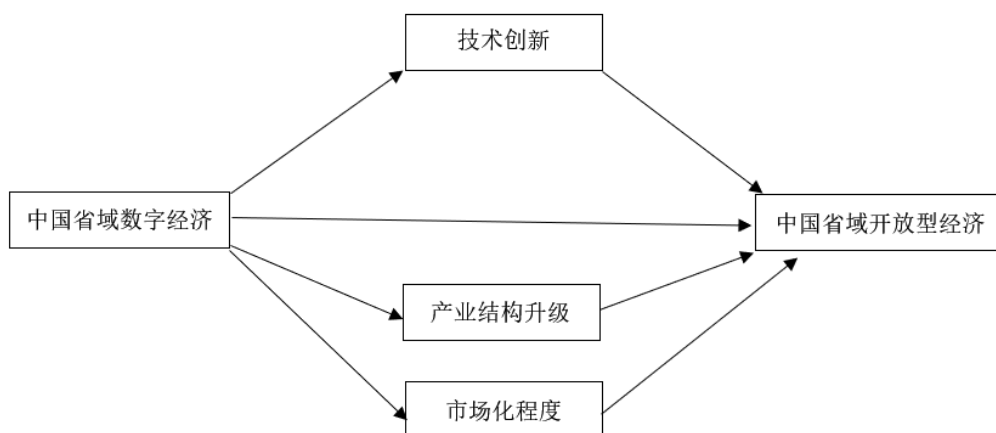 技术创新
中国省域数字经济
中国省域开放型经济
产业结构升级
市场化程度